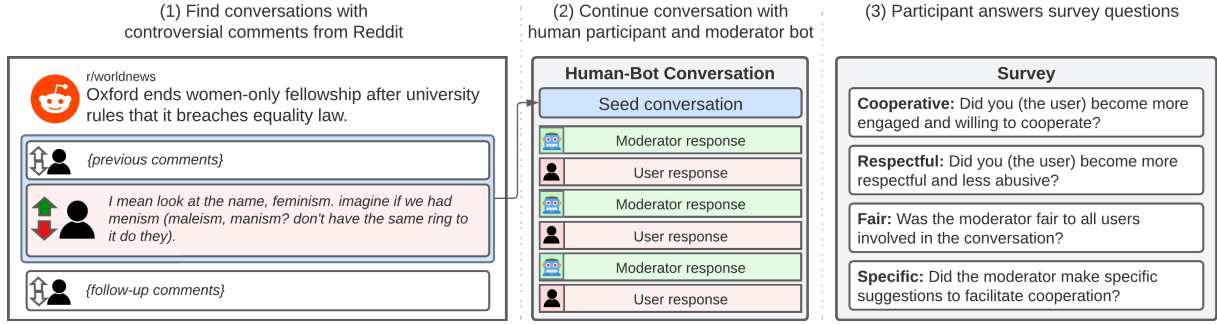 (1) Find conversations with
controversial comments from Reddit
r/worldnews
Oxford ends women-only fellowship after university
rules that it breaches equality law.
{previous comments}
I mean look at the name, feminism. imagine if we had
menism (maleism, manism? don't have the same ring to
it do they).
{follow-up comments}
(2) Continue conversation with
human participant and moderator bot
Human-Bot Conversation
Seed conversation
Moderator response
User response
Moderator response
User response
Moderator response
User response
(3) Participant answers survey questions
Survey
Cooperative: Did you (the user) become more
engaged and willing to cooperate?
Respectful: Did you (the user) become more
respectful and less abusive?
Fair: Was the moderator fair to all users
involved in the conversation?
Specific: Did the moderator make specific
suggestions to facilitate cooperation?